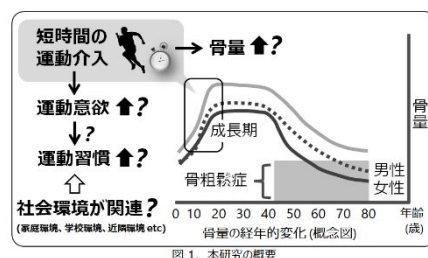 短時間の
運動介入
骨量 ?
運動意欲 ?
?
運動習慣 ?
社会環境が関連?
(家庭環境、学校環境、近隣環境 etc)
成長期
骨粗鬆症
骨量
男性
女性
0 10 20 30 40 50 60 70 80
年齢
(歳)
骨量の経年的変化 (概念図)
図 1. 本研究の概要